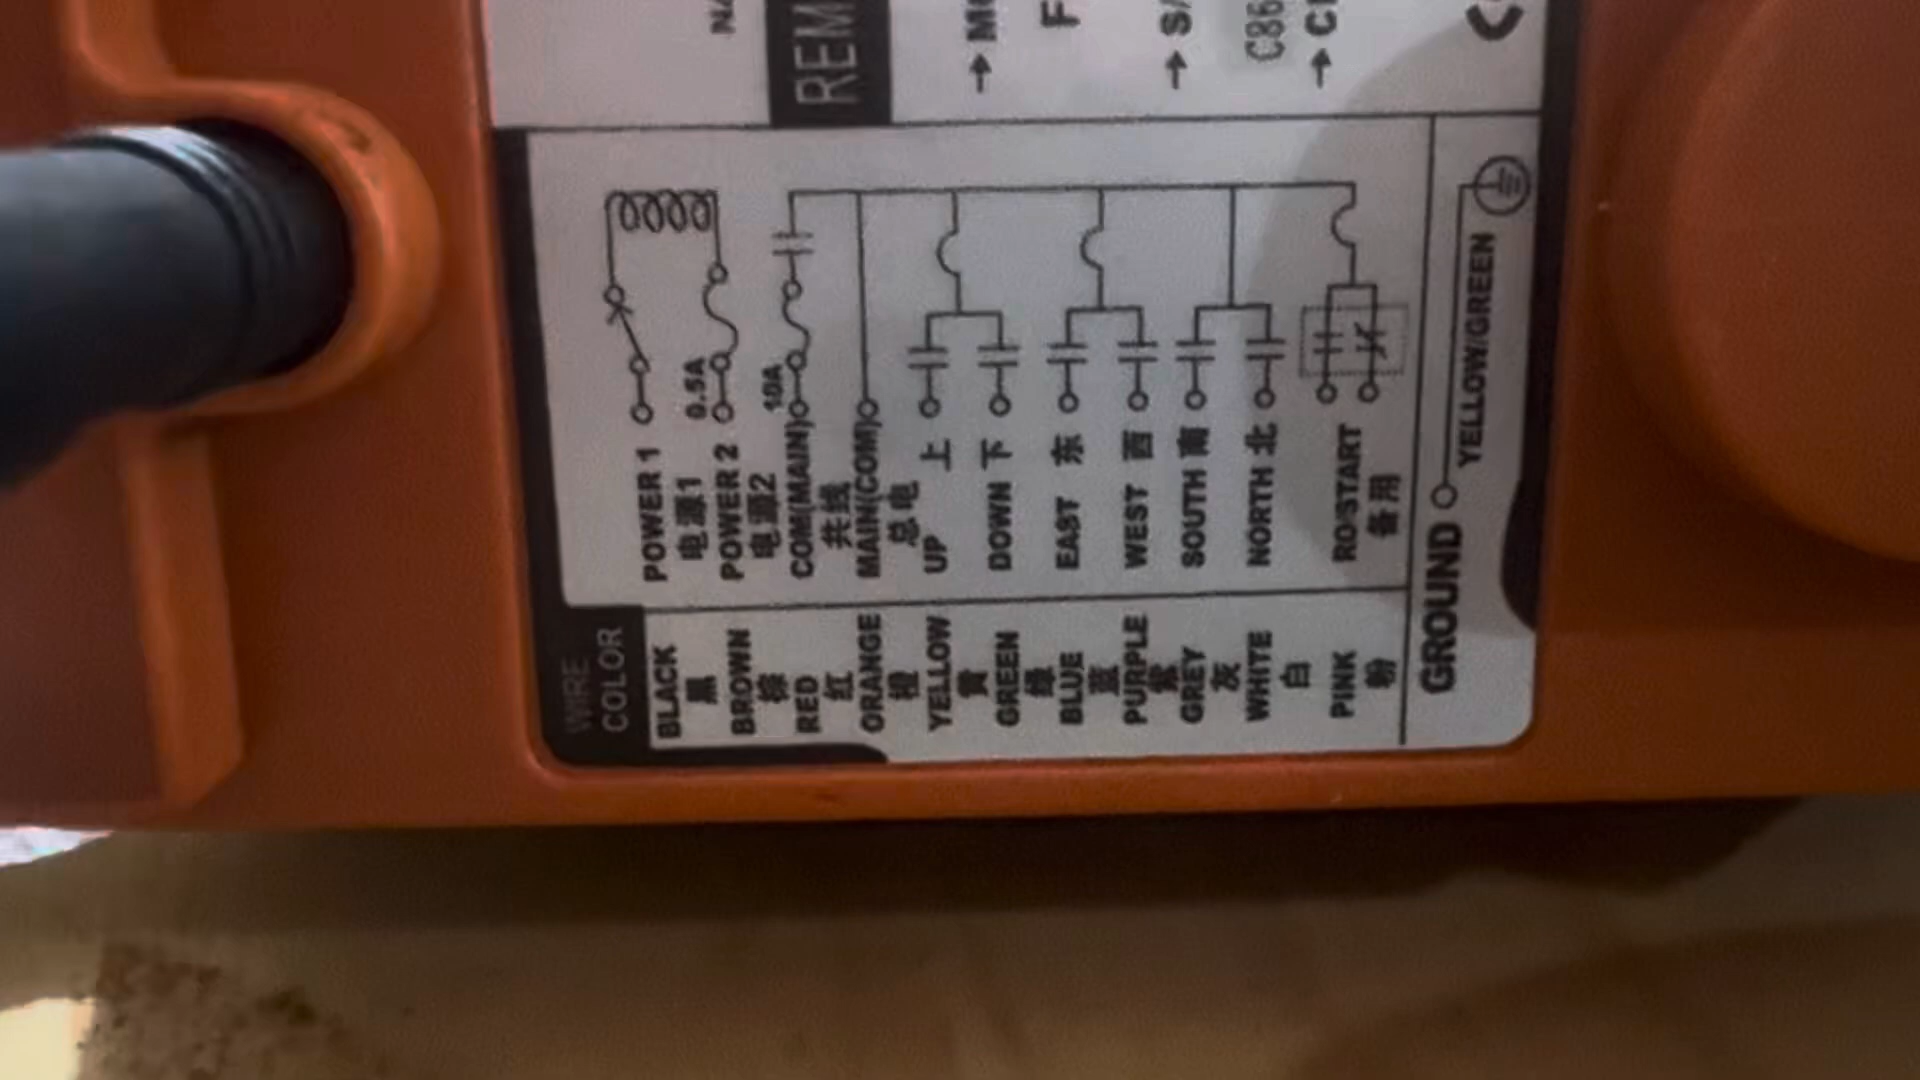 REM
C86
WIRE COLOR
BLACK POWER 1
黑 电源1
0.5A
BROWN POWER 2
棕 电源2
10A
RED COM(MAIN)
红 共线
ORANGE MAIN(COM)
橙 总电
YELLOW UP 上
黄
GREEN DOWN 下
绿
BLUE EAST 东
蓝
PURPLE WEST 西
紫
GREY SOUTH 南
灰
WHITE NORTH 北
白
PINK RO/START
粉 备用
GROUND YELLOW/GREEN